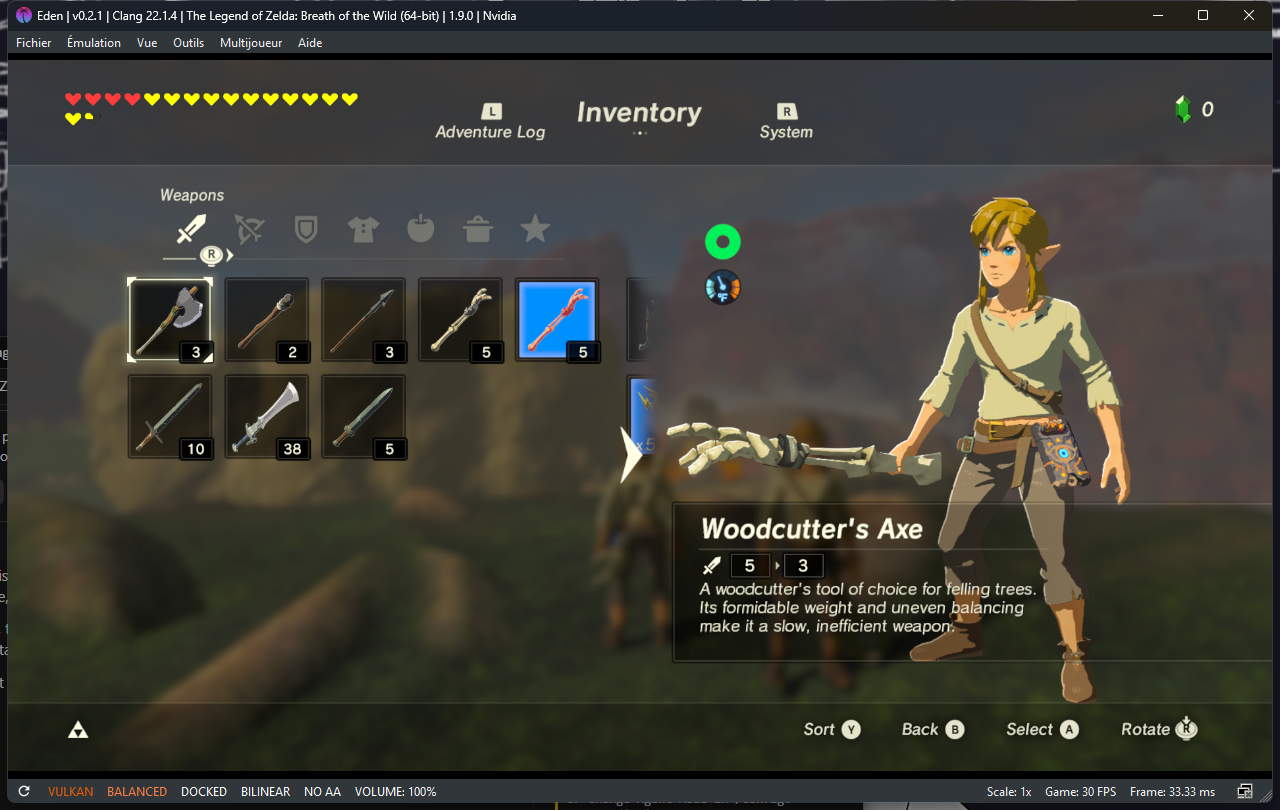 Eden | v0.2.1 | Clang 22.1.4 | The Legend of Zelda: Breath of the Wild (64-bit) | 1.9.0 | Nvidia
Fichier Émulation Vue Outils Multijoueur Aide
L Inventory R 0
Adventure Log System
Weapons
R
°F
3 2 3 5 5
10 38 5 x5
Woodcutter's Axe
5 3
A woodcutter's tool of choice for felling trees.
Its formidable weight and uneven balancing
make it a slow, inefficient weapon.
Sort Y Back B Select A Rotate R
VULKAN BALANCED DOCKED BILINEAR NO AA VOLUME: 100% Scale: 1x Game: 30 FPS Frame: 33.33 ms